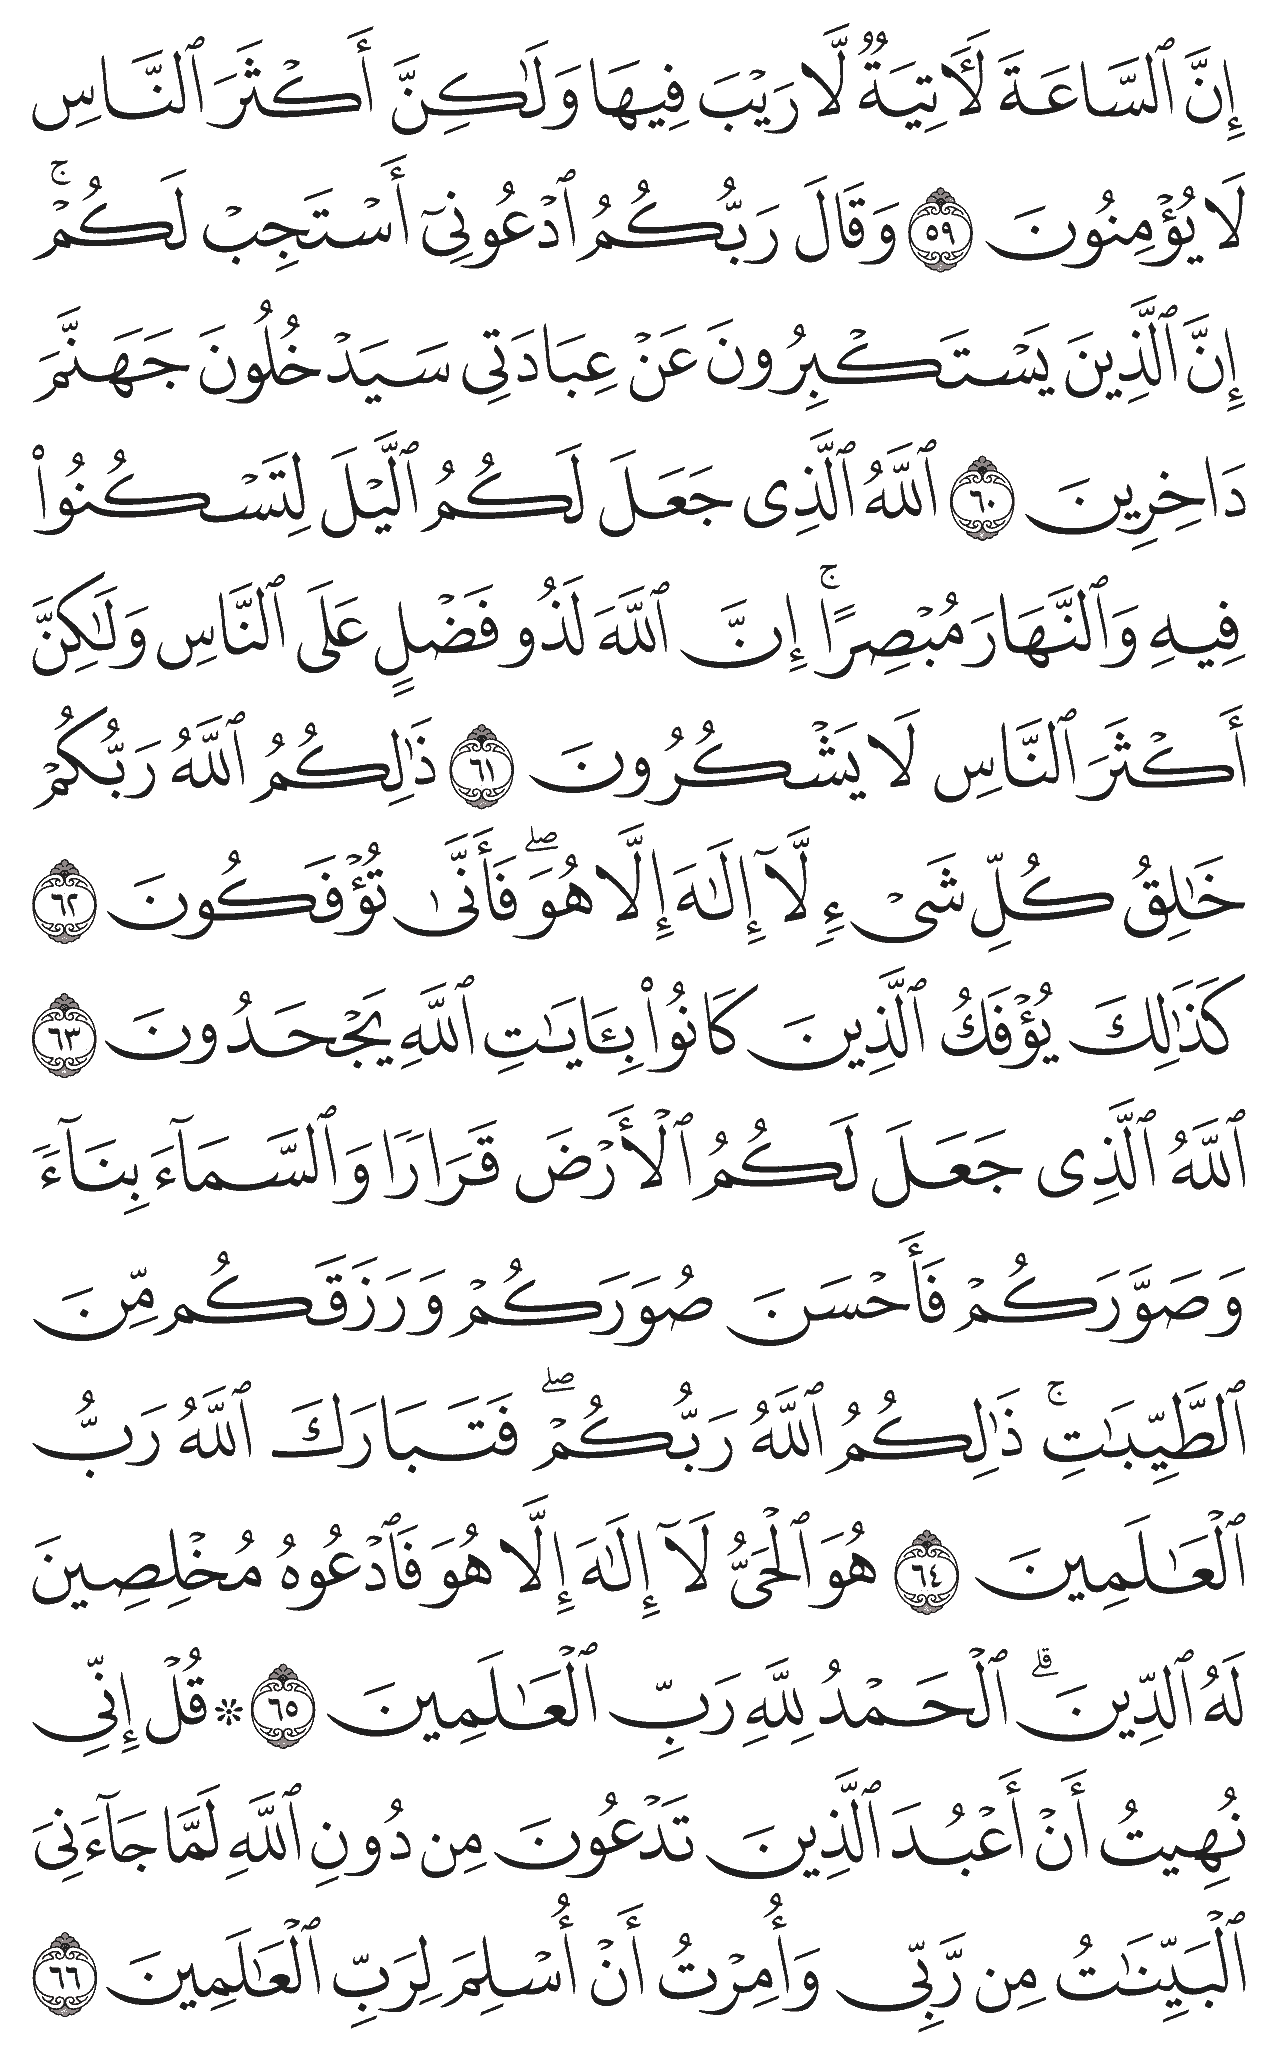 إِنَّ ٱلسَّاعَةَ لَأٓتِيَةٌ لَّا رَيْبَ فِيهَا وَلَٰكِنَّ أَكْثَرَ ٱلنَّاسِ
لَا يُؤْمِنُونَ ٥٩ وَقَالَ رَبُّكُمُ ٱدْعُونِىٓ أَسْتَجِبْ لَكُمْ ۚ
إِنَّ ٱلَّذِينَ يَسْتَكْبِرُونَ عَنْ عِبَادَتِى سَيَدْخُلُونَ جَهَنَّمَ
دَاخِرِينَ ٦٠ ٱللَّهُ ٱلَّذِى جَعَلَ لَكُمُ ٱلَّيْلَ لِتَسْكُنُوا۟
فِيهِ وَٱلنَّهَارَ مُبْصِرًا ۚ إِنَّ ٱللَّهَ لَذُو فَضْلٍ عَلَى ٱلنَّاسِ وَلَٰكِنَّ
أَكْثَرَ ٱلنَّاسِ لَا يَشْكُرُونَ ٦١ ذَٰلِكُمُ ٱللَّهُ رَبُّكُمْ
خَٰلِقُ كُلِّ شَىْءٍ لَّآ إِلَٰهَ إِلَّا هُوَ ۖ فَأَنَّىٰ تُؤْفَكُونَ ٦٢
كَذَٰلِكَ يُؤْفَكُ ٱلَّذِينَ كَانُوا۟ بِـَٔايَٰتِ ٱللَّهِ يَجْحَدُونَ ٦٣
ٱللَّهُ ٱلَّذِى جَعَلَ لَكُمُ ٱلْأَرْضَ قَرَارًا وَٱلسَّمَآءَ بِنَآءً
وَصَوَّرَكُمْ فَأَحْسَنَ صُوَرَكُمْ وَرَزَقَكُم مِّنَ
ٱلطَّيِّبَٰتِ ۚ ذَٰلِكُمُ ٱللَّهُ رَبُّكُمْ ۖ فَتَبَارَكَ ٱللَّهُ رَبُّ
ٱلْعَٰلَمِينَ ٦٤ هُوَ ٱلْحَىُّ لَآ إِلَٰهَ إِلَّا هُوَ فَٱدْعُوهُ مُخْلِصِينَ
لَهُ ٱلدِّينَ ۗ ٱلْحَمْدُ لِلَّهِ رَبِّ ٱلْعَٰلَمِينَ ٦٥ ۞ قُلْ إِنِّى
نُهِيتُ أَنْ أَعْبُدَ ٱلَّذِينَ تَدْعُونَ مِن دُونِ ٱللَّهِ لَمَّا جَآءَنِىَ
ٱلْبَيِّنَٰتُ مِن رَّبِّى وَأُمِرْتُ أَنْ أُسْلِمَ لِرَبِّ ٱلْعَٰلَمِينَ ٦٦